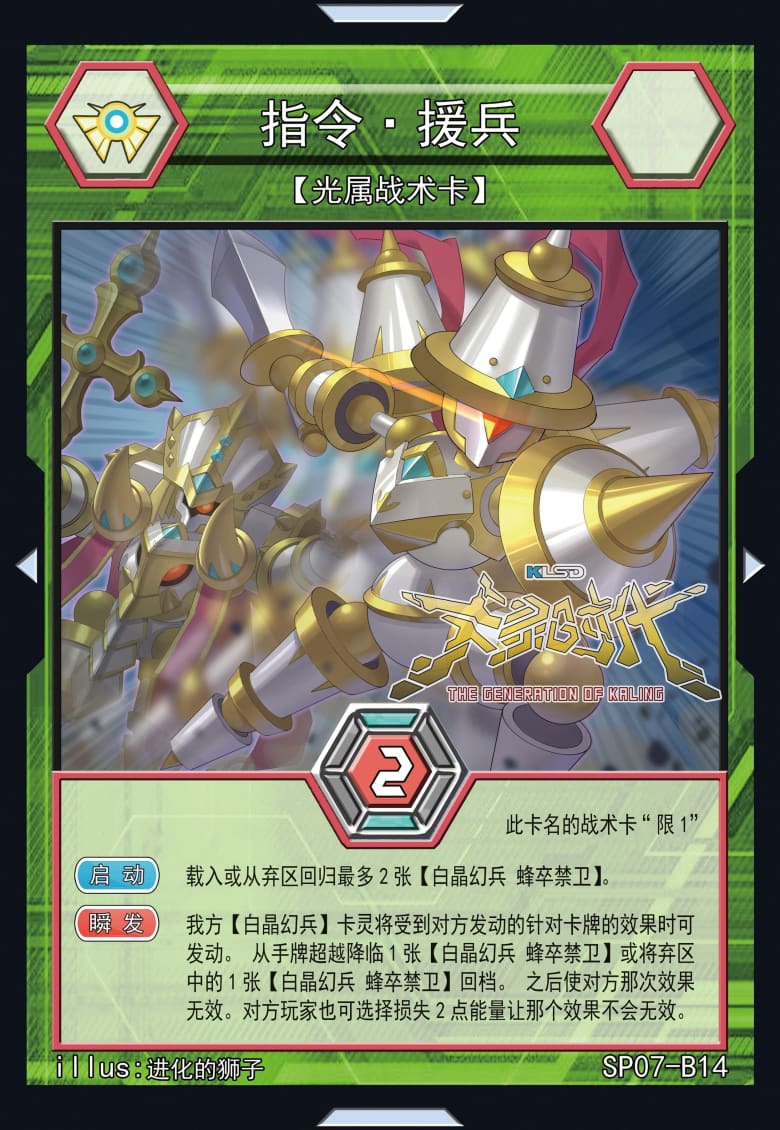 指令·援兵
【光属战术卡】
KLSD
卡灵时代
THE GENERATION OF KALING
2
此卡名的战术卡“限1”
启动 载入或从弃区回归最多2张【白晶幻兵 蜂卒禁卫】。
瞬发 我方【白晶幻兵】卡灵将受到对方发动的针对卡牌的效果时可
发动。 从手牌超越降临1张【白晶幻兵 蜂卒禁卫】或将弃区
中的1张【白晶幻兵 蜂卒禁卫】回档。 之后使对方那次效果
无效。对方玩家也可选择损失2点能量让那个效果不会无效。
illus:进化的狮子
SP07-B14